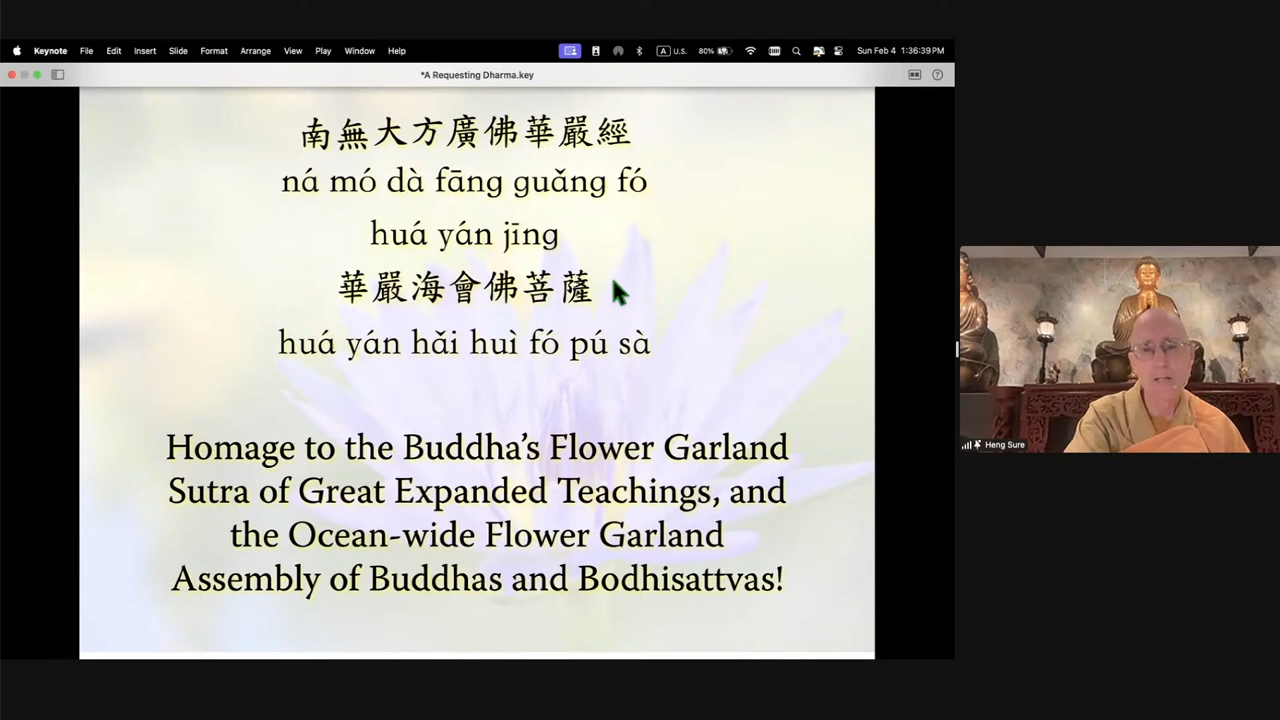 Keynote File Edit Insert Slide Format Arrange View Play Window Help A U.S. 80% Sun Feb 4 1:36:39 PM
*A Requesting Dharma.key
南無大方廣佛華嚴經
ná mó dà fāng guǎng fó
huá yán jīng
華嚴海會佛菩薩
huá yán hǎi huì fó pú sà
Homage to the Buddha’s Flower Garland
Sutra of Great Expanded Teachings, and
the Ocean-wide Flower Garland
Assembly of Buddhas and Bodhisattvas!
Heng Sure